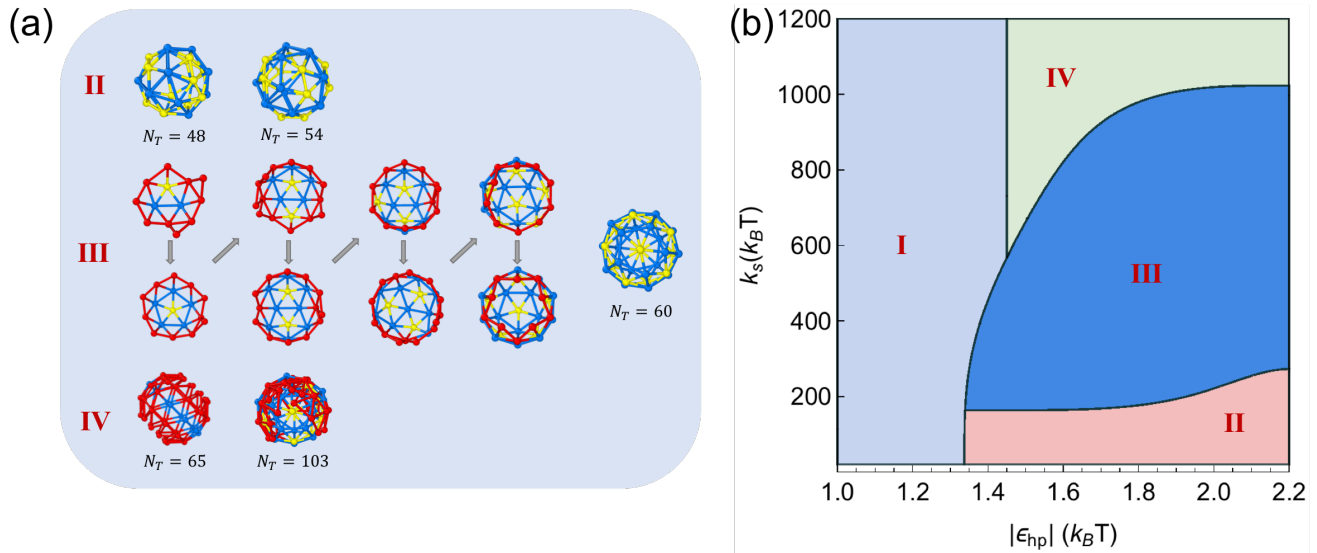 (a)
II
N_T = 48
N_T = 54
III
N_T = 60
IV
N_T = 65
N_T = 103
(b)
1200
1000
800
600
400
200
k_s(k_BT)
I
IV
III
II
1.0 1.2 1.4 1.6 1.8 2.0 2.2
|ϵ_hp| (k_BT)